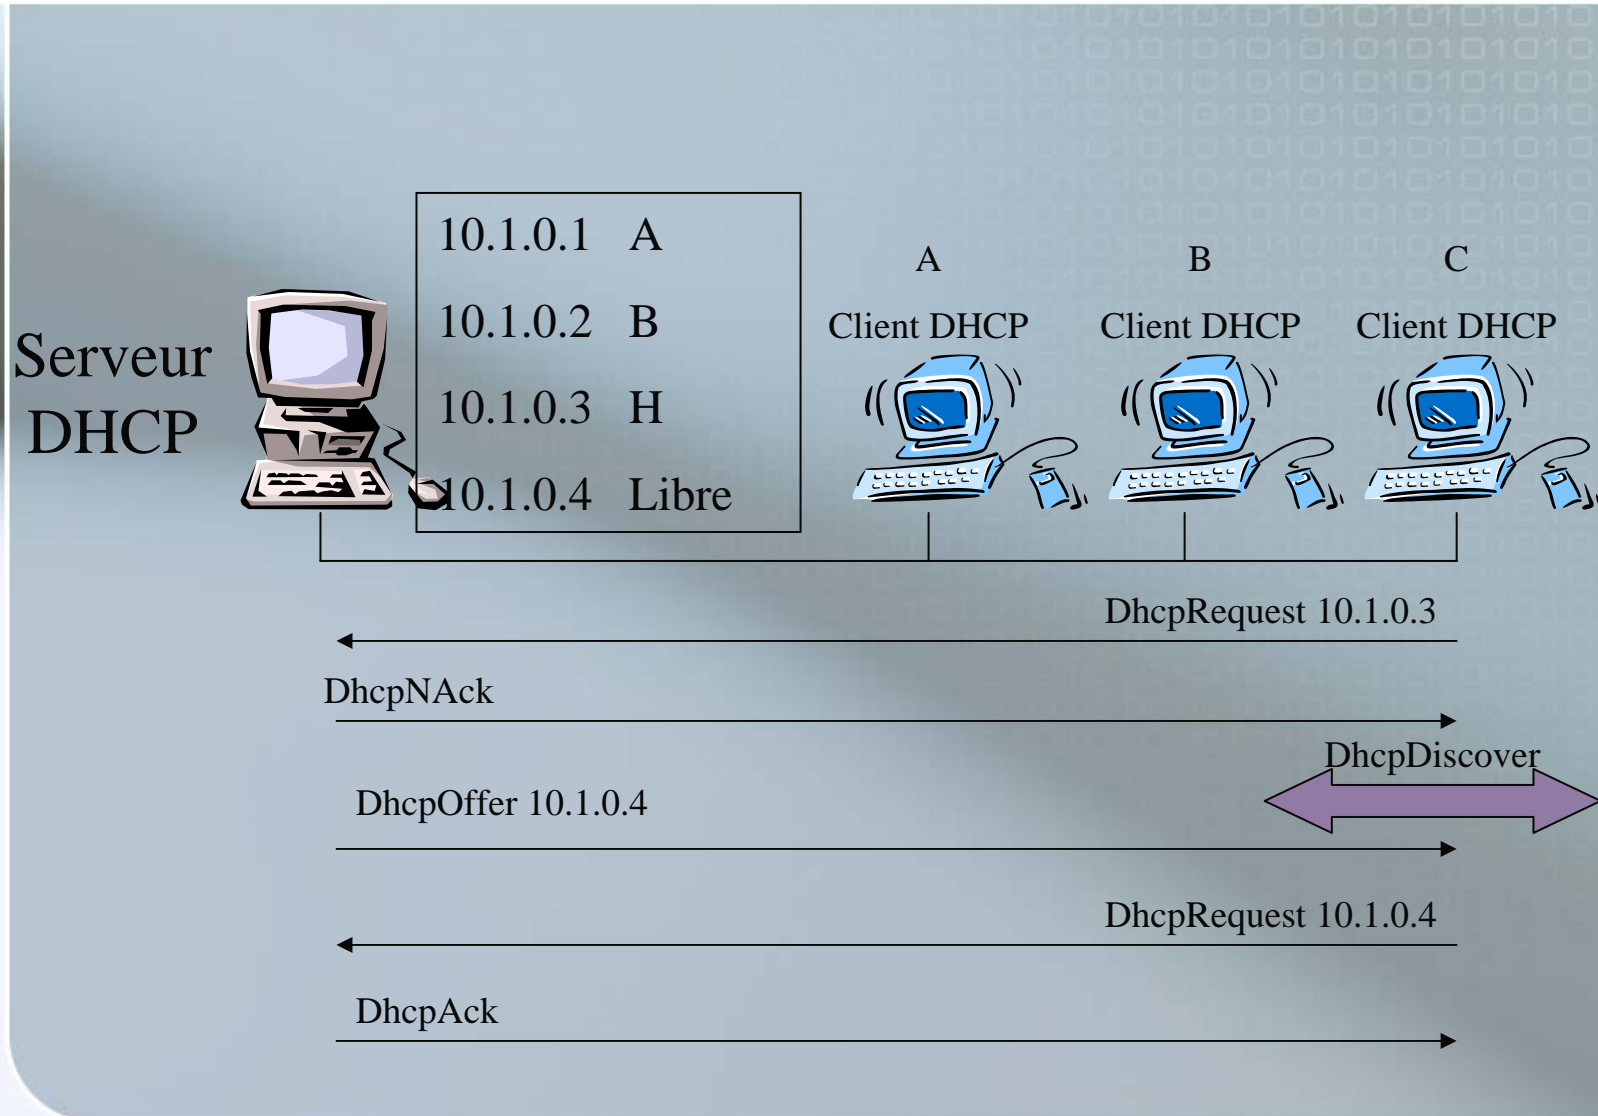 Serveur
DHCP
10.1.0.1 A
10.1.0.2 B
10.1.0.3 H
10.1.0.4 Libre
A
Client DHCP
B
Client DHCP
C
Client DHCP
DhcpRequest 10.1.0.3
DhcpNAck
DhcpDiscover
DhcpOffer 10.1.0.4
DhcpRequest 10.1.0.4
DhcpAck